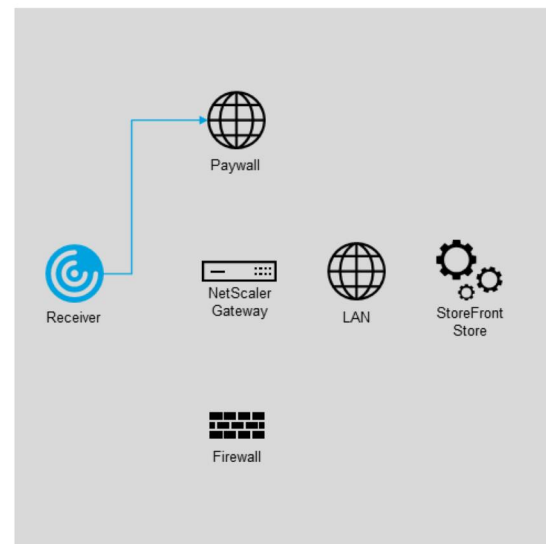 Paywall
Receiver
NetScaler
Gateway
LAN
StoreFront
Store
Firewall